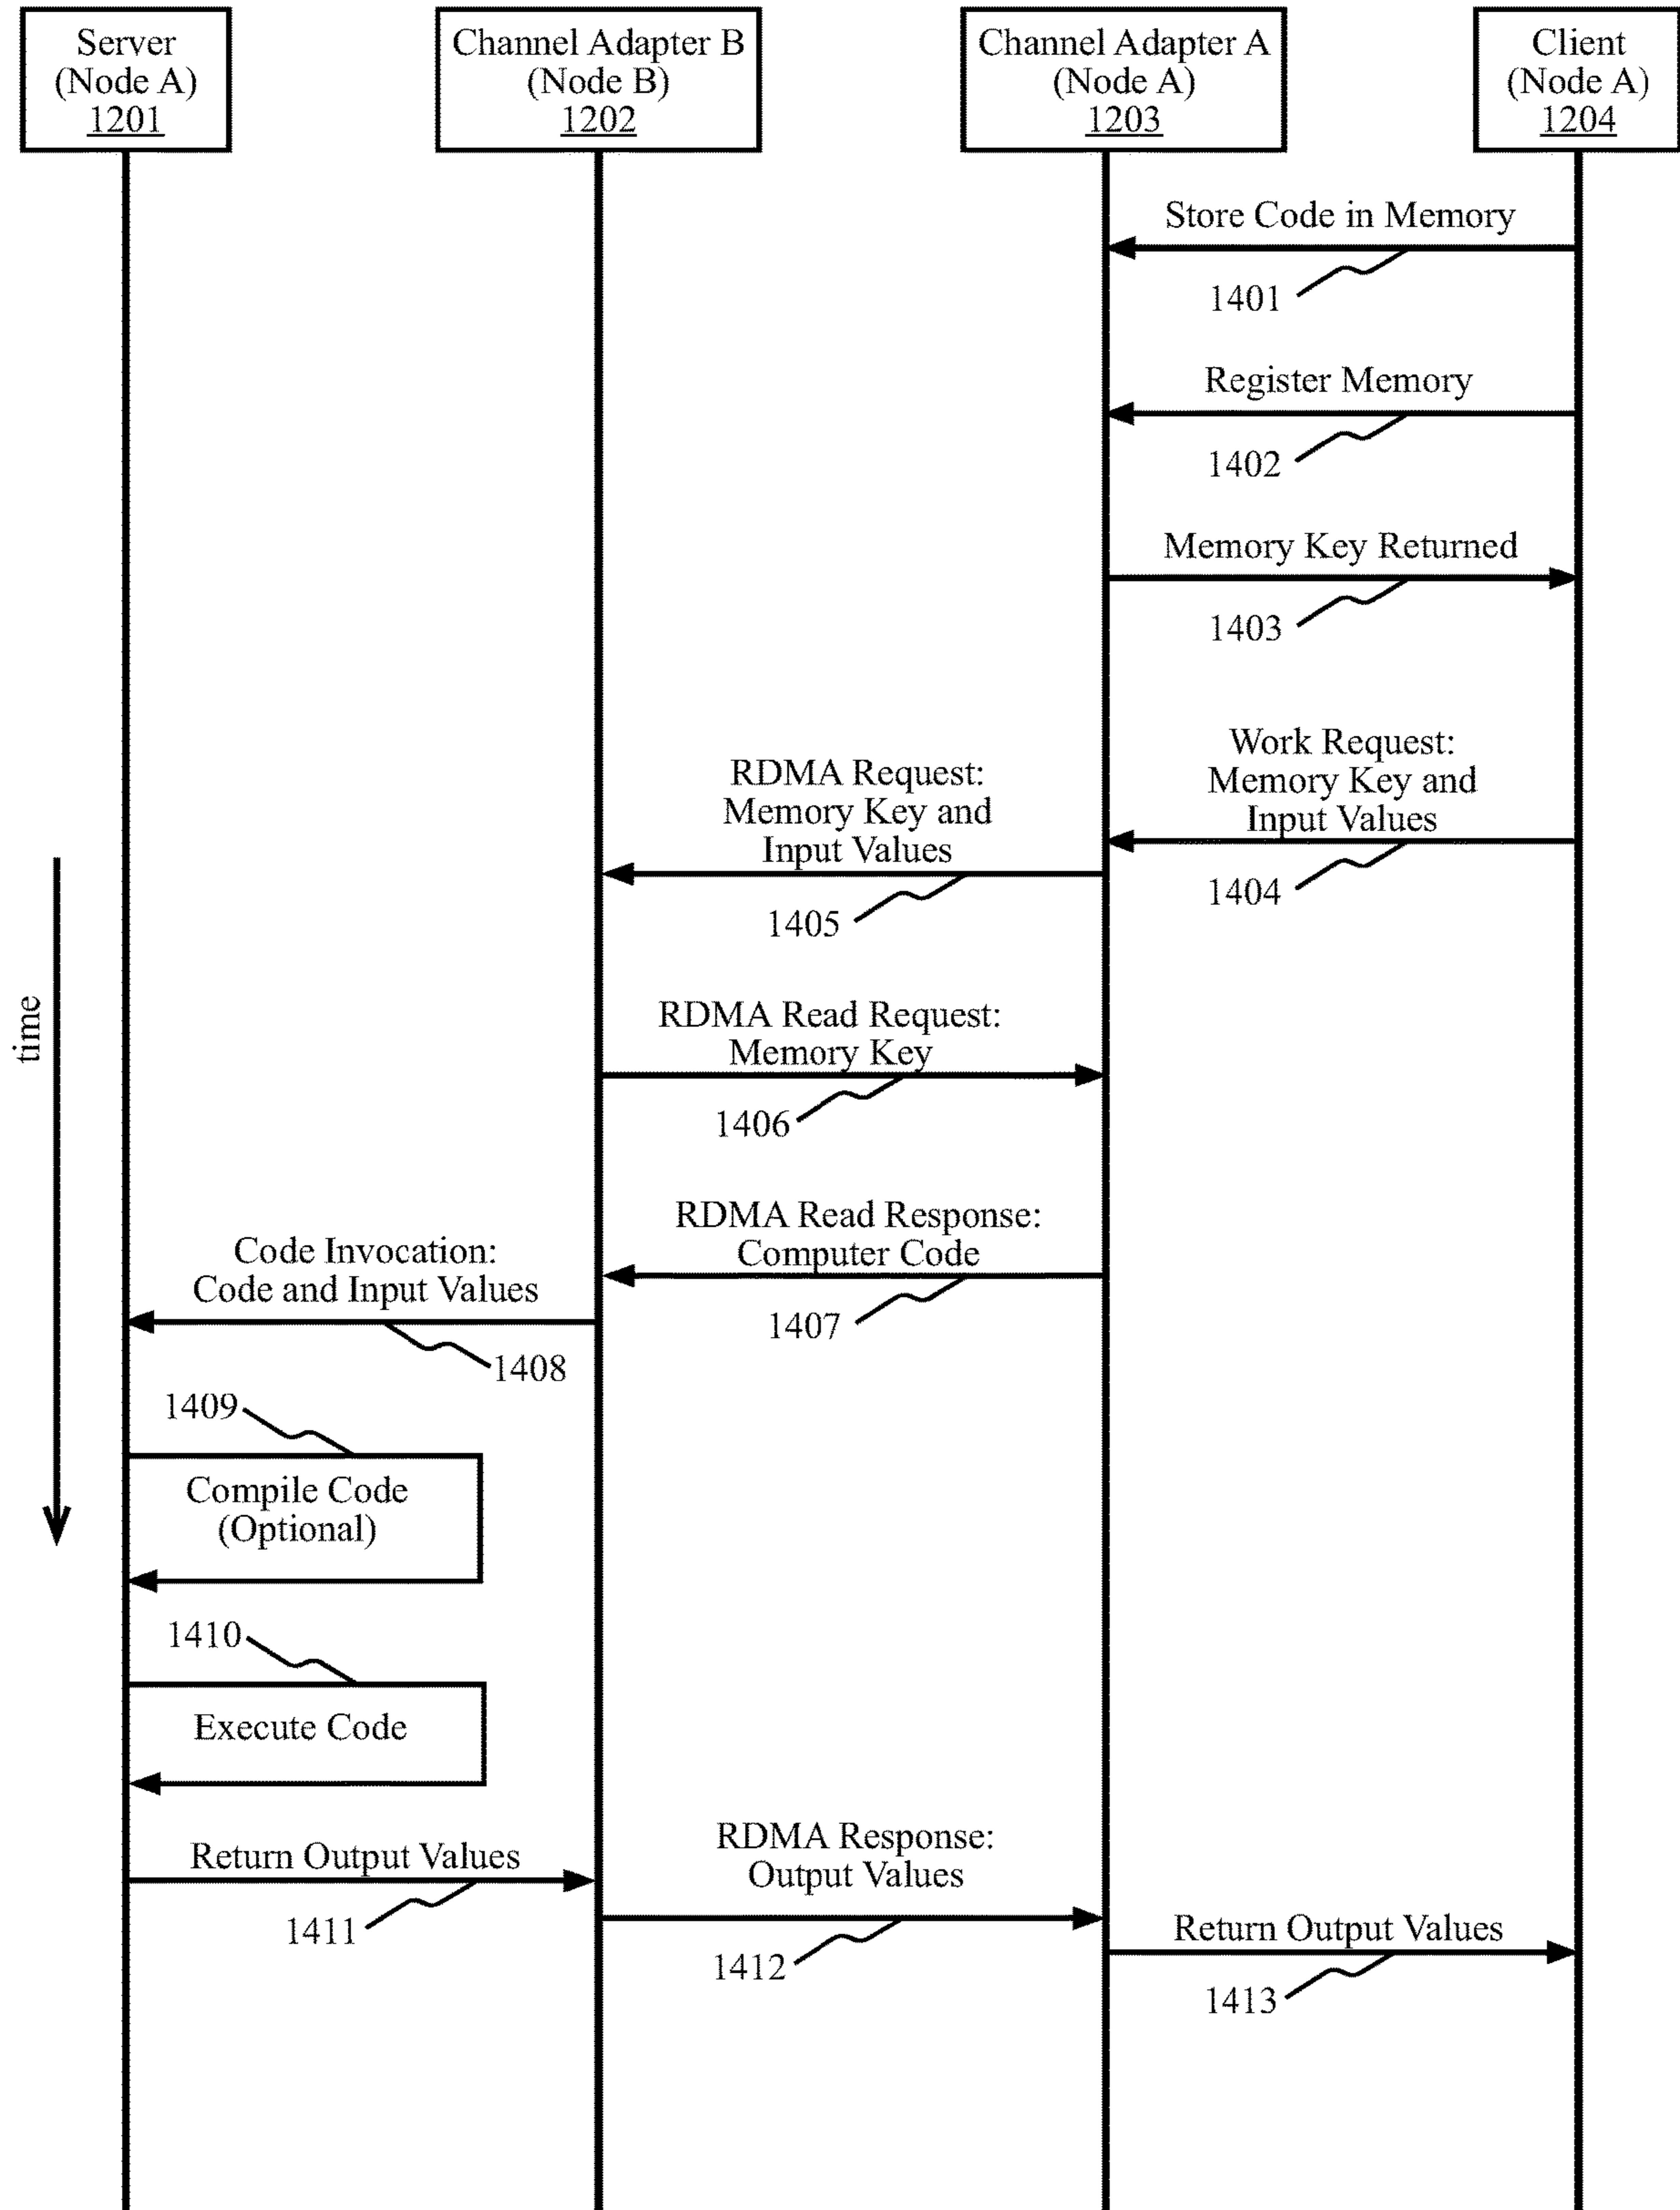 Server
(Node A)
1201
Channel Adapter B
(Node B)
1202
Channel Adapter A
(Node A)
1203
Client
(Node A)
1204
Store Code in Memory
1401
Register Memory
1402
Memory Key Returned
1403
Work Request:
Memory Key and
Input Values
1404
RDMA Request:
Memory Key and
Input Values
1405
time
RDMA Read Request:
Memory Key
1406
RDMA Read Response:
Computer Code
1407
Code Invocation:
Code and Input Values
1408
1409
Compile Code
(Optional)
1410
Execute Code
Return Output Values
1411
RDMA Response:
Output Values
1412
Return Output Values
1413